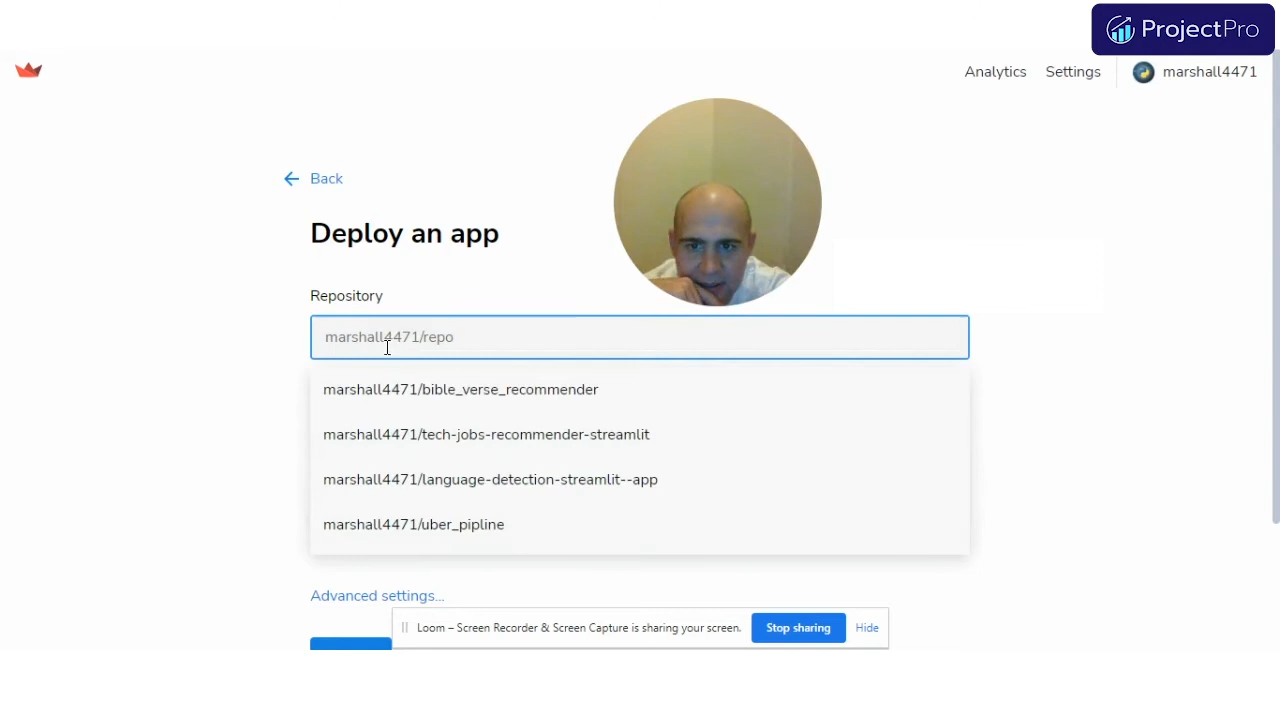 ProjectPro
Analytics Settings marshall4471
Back
Deploy an app
Repository
marshall4471/repo
marshall4471/bible_verse_recommender
marshall4471/tech-jobs-recommender-streamlit
marshall4471/language-detection-streamlit--app
marshall4471/uber_pipline
Advanced settings...
Loom – Screen Recorder & Screen Capture is sharing your screen. Stop sharing Hide